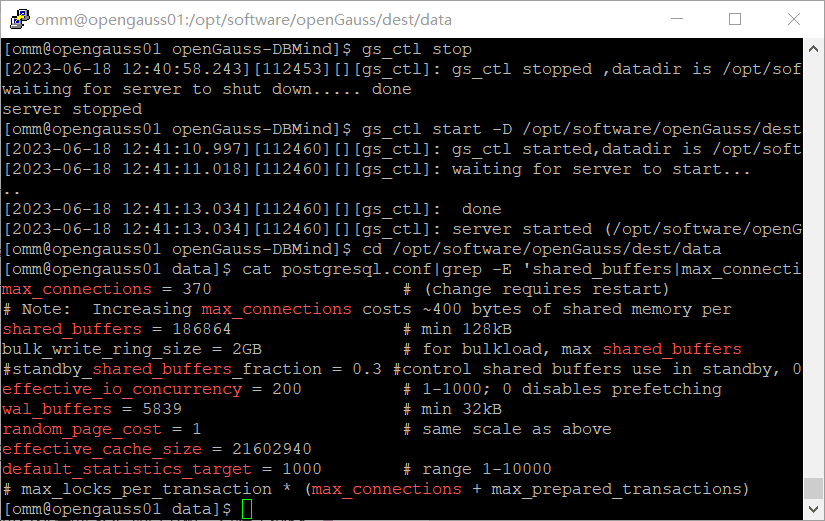 omm@opengauss01:/opt/software/openGauss/dest/data
[omm@opengauss01 openGauss-DBMind]$ gs_ctl stop
[2023-06-18 12:40:58.243][112453][][gs_ctl]: gs_ctl stopped ,datadir is /opt/sof
waiting for server to shut down..... done
server stopped
[omm@opengauss01 openGauss-DBMind]$ gs_ctl start -D /opt/software/openGauss/dest
[2023-06-18 12:41:10.997][112460][][gs_ctl]: gs_ctl started,datadir is /opt/soft
[2023-06-18 12:41:11.018][112460][][gs_ctl]: waiting for server to start...
..
[2023-06-18 12:41:13.034][112460][][gs_ctl]:  done
[2023-06-18 12:41:13.034][112460][][gs_ctl]: server started (/opt/software/openG
[omm@opengauss01 openGauss-DBMind]$ cd /opt/software/openGauss/dest/data
[omm@opengauss01 data]$ cat postgresql.conf|grep -E 'shared_buffers|max_connecti
max_connections = 370                   # (change requires restart)
# Note:  Increasing max_connections costs ~400 bytes of shared memory per
shared_buffers = 186864                 # min 128kB
bulk_write_ring_size = 2GB              # for bulkload, max shared_buffers
#standby_shared_buffers_fraction = 0.3 #control shared buffers use in standby, 0
effective_io_concurrency = 200          # 1-1000; 0 disables prefetching
wal_buffers = 5839                      # min 32kB
random_page_cost = 1                    # same scale as above
effective_cache_size = 21602940
default_statistics_target = 1000        # range 1-10000
# max_locks_per_transaction * (max_connections + max_prepared_transactions)
[omm@opengauss01 data]$